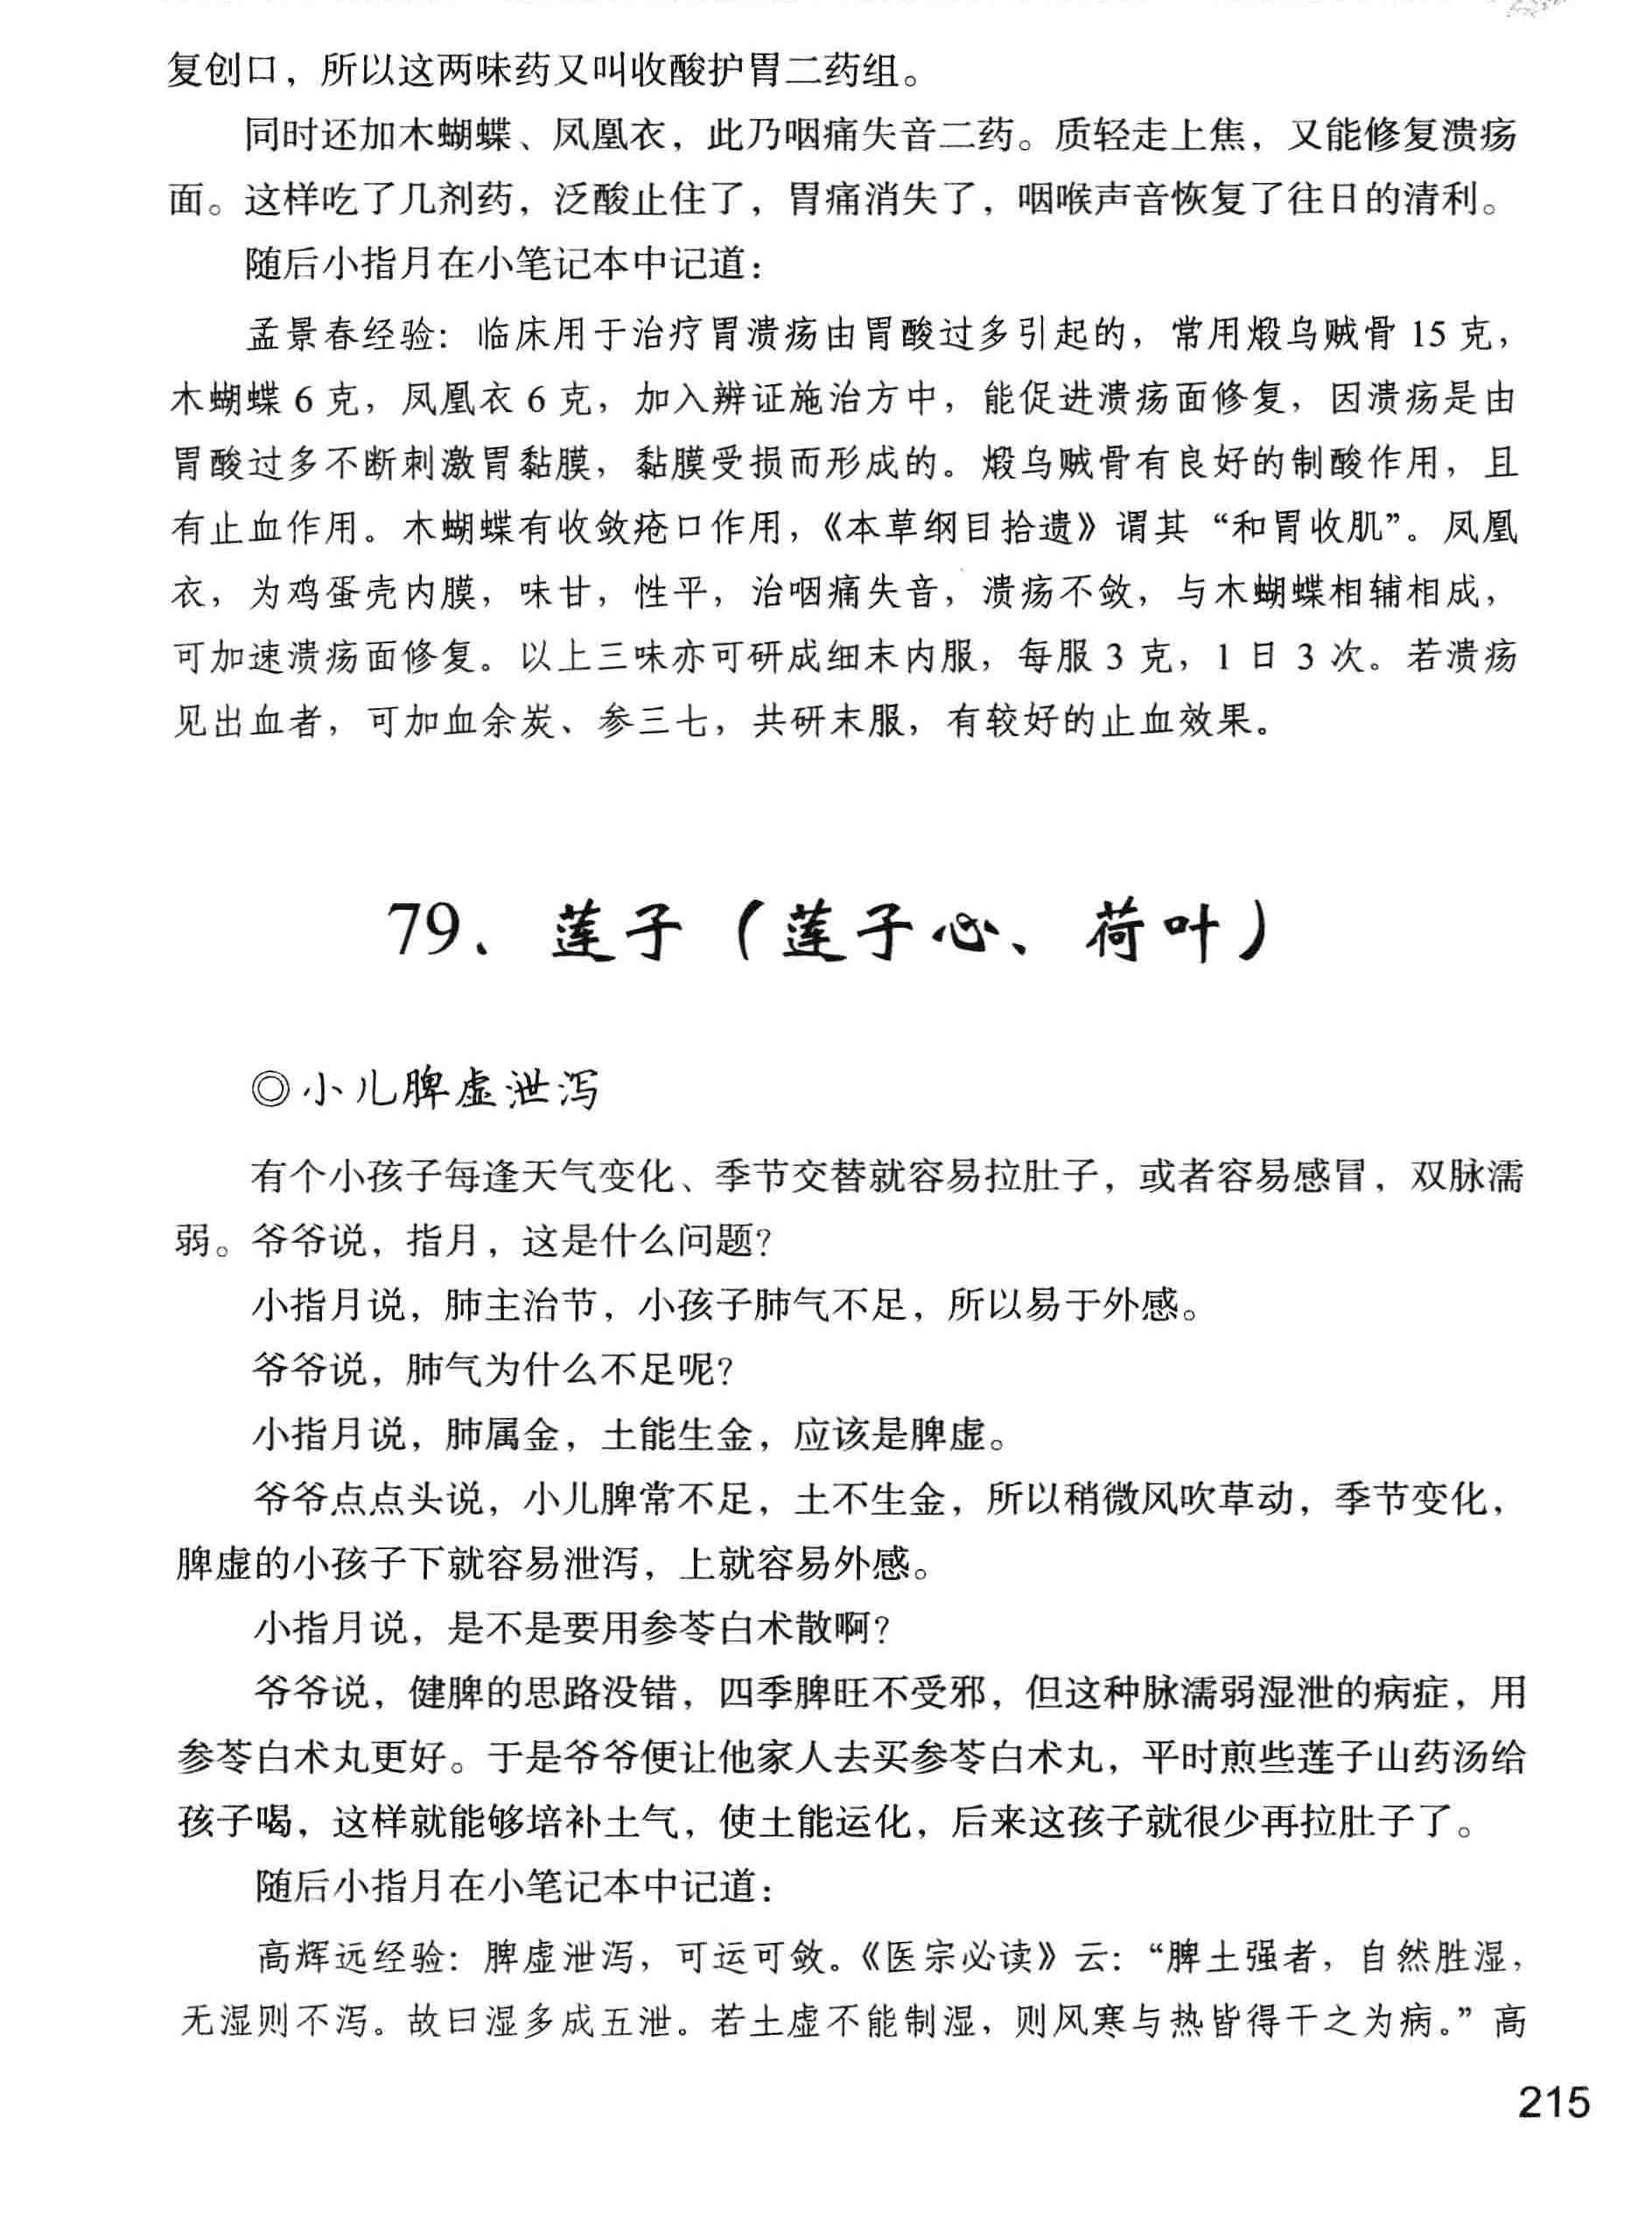 复创口，所以这两味药又叫收酸护胃二药组。
同时还加木蝴蝶、凤凰衣，此乃咽痛失音二药。质轻走上焦，又能修复溃疡
面。这样吃了几剂药，泛酸止住了，胃痛消失了，咽喉声音恢复了往日的清利。
随后小指月在小笔记本中记道：
孟景春经验：临床用于治疗胃溃疡由胃酸过多引起的，常用煅乌贼骨 15 克，
木蝴蝶 6 克，凤凰衣 6 克，加入辨证施治方中，能促进溃疡面修复，因溃疡是由
胃酸过多不断刺激胃黏膜，黏膜受损而形成的。煅乌贼骨有良好的制酸作用，且
有止血作用。木蝴蝶有收敛疮口作用，《本草纲目拾遗》谓其“和胃收肌”。凤凰
衣，为鸡蛋壳内膜，味甘，性平，治咽痛失音，溃疡不敛，与木蝴蝶相辅相成，
可加速溃疡面修复。以上三味亦可研成细末内服，每服 3 克，1 日 3 次。若溃疡
见出血者，可加血余炭、参三七，共研末服，有较好的止血效果。
79、莲子（莲子心、荷叶）
◎小儿脾虚泄泻
有个小孩子每逢天气变化、季节交替就容易拉肚子，或者容易感冒，双脉濡
弱。爷爷说，指月，这是什么问题？
小指月说，肺主治节，小孩子肺气不足，所以易于外感。
爷爷说，肺气为什么不足呢？
小指月说，肺属金，土能生金，应该是脾虚。
爷爷点点头说，小儿脾常不足，土不生金，所以稍微风吹草动，季节变化，
脾虚的小孩子下就容易泄泻，上就容易外感。
小指月说，是不是要用参苓白术散啊？
爷爷说，健脾的思路没错，四季脾旺不受邪，但这种脉濡弱湿泄的病症，用
参苓白术丸更好。于是爷爷便让他家人去买参苓白术丸，平时煎些莲子山药汤给
孩子喝，这样就能够培补土气，使土能运化，后来这孩子就很少再拉肚子了。
随后小指月在小笔记本中记道：
高辉远经验：脾虚泄泻，可运可敛。《医宗必读》云：“脾土强者，自然胜湿，
无湿则不泻。故曰湿多成五泄。若土虚不能制湿，则风寒与热皆得干之为病。”高
215